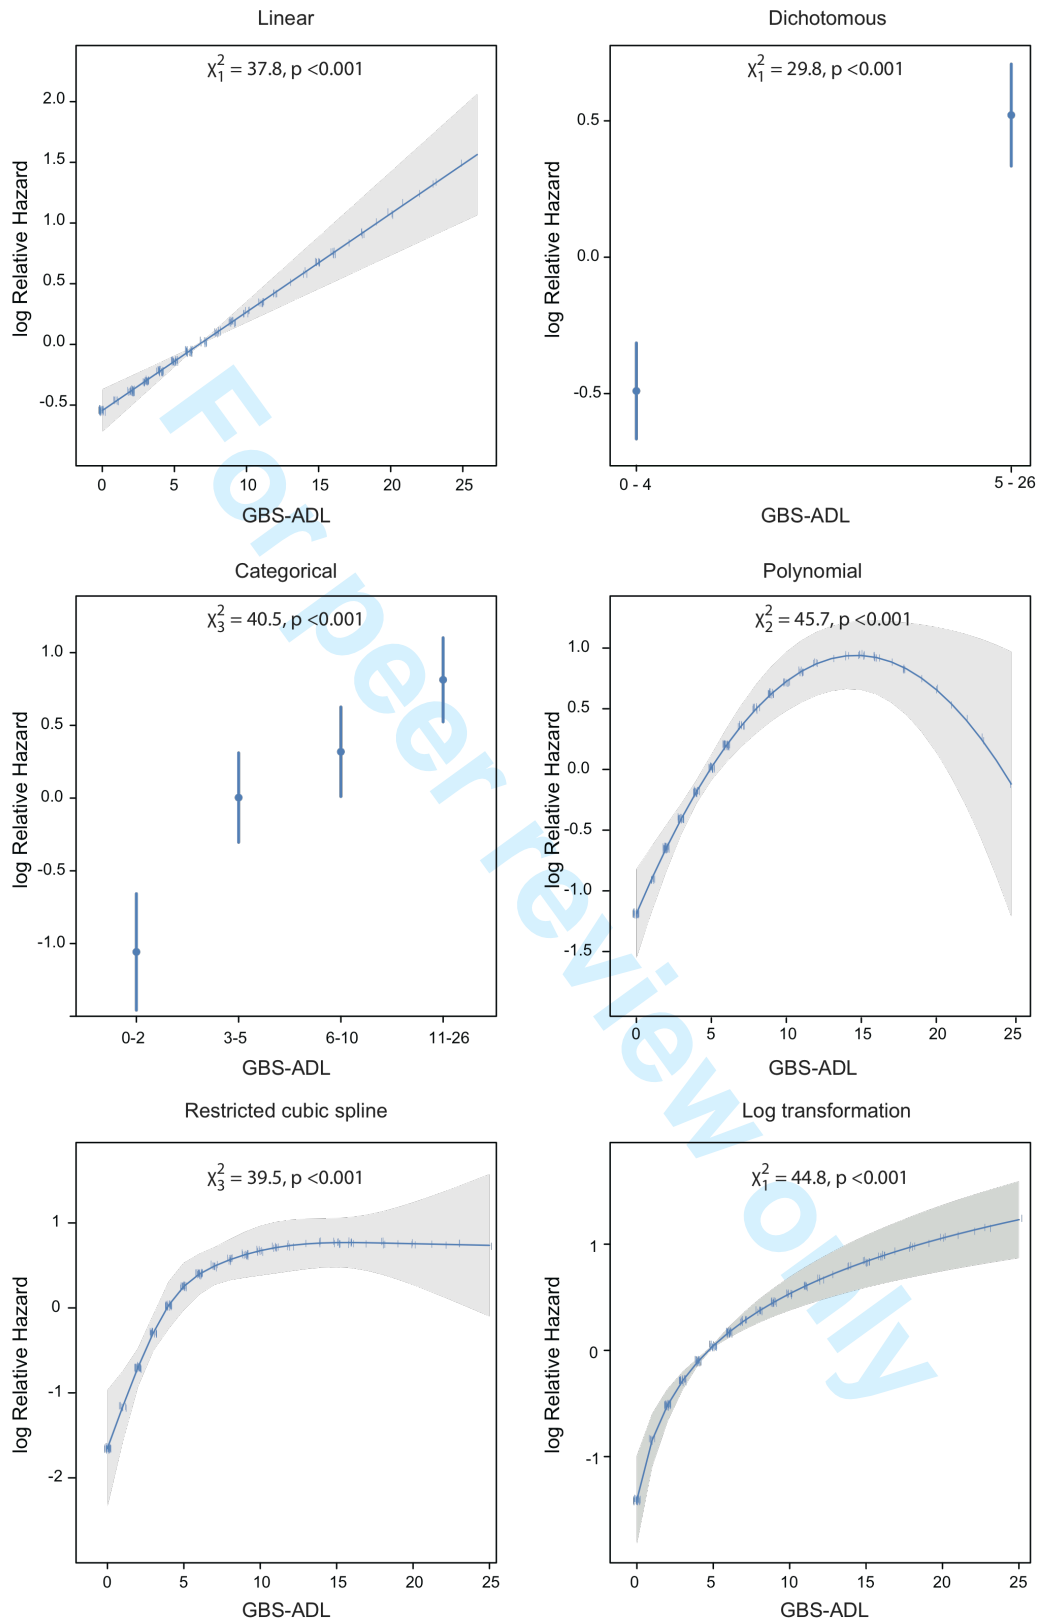 Linear
χ²₁ = 37.8, p <0.001
2.0
1.5
1.0
0.5
0.0
-0.5
log Relative Hazard
0 5 10 15 20 25
GBS-ADL
Dichotomous
χ²₁ = 29.8, p <0.001
0.5
0.0
-0.5
log Relative Hazard
0 - 4 5 - 26
GBS-ADL
Categorical
χ²₃ = 40.5, p <0.001
1.0
0.5
0.0
-0.5
-1.0
log Relative Hazard
0-2 3-5 6-10 11-26
GBS-ADL
Polynomial
χ²₂ = 45.7, p <0.001
1.0
0.5
0.0
-0.5
-1.0
-1.5
log Relative Hazard
0 5 10 15 20 25
GBS-ADL
Restricted cubic spline
χ²₃ = 39.5, p <0.001
1
0
-1
-2
log Relative Hazard
0 5 10 15 20 25
GBS-ADL
Log transformation
χ²₁ = 44.8, p <0.001
1
0
-1
log Relative Hazard
0 5 10 15 20 25
GBS-ADL
For peer review only